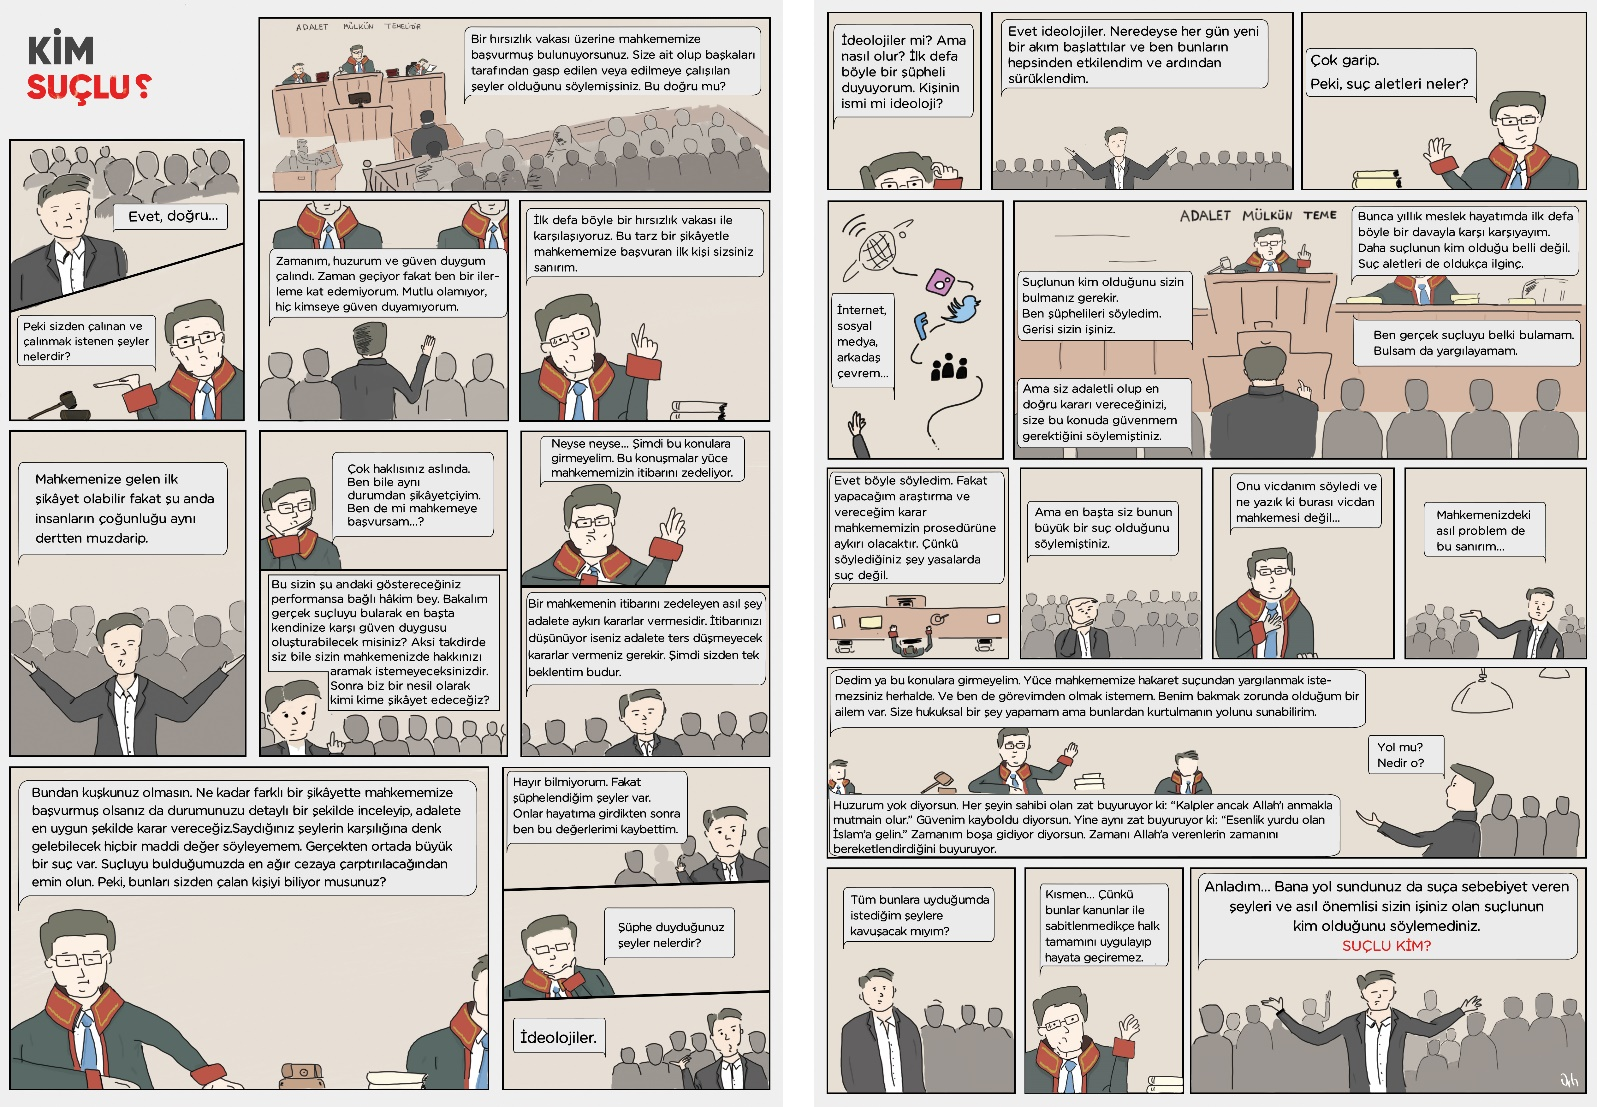 KİM
SUÇLU?
ADALET MÜLKÜN TEMELİDİR
Bir hırsızlık vakası üzerine mahkememize
başvurmuş bulunuyorsunuz. Size ait olup başkaları
tarafından gasp edilen veya edilmeye çalışılan
şeyler olduğunu söylemişsiniz. Bu doğru mu?
Evet, doğru...
Peki sizden çalınan ve
çalınmak istenen şeyler
nelerdir?
Zamanım, huzurum ve güven duygum
çalındı. Zaman geçiyor fakat ben bir iler-
leme kat edemiyorum. Mutlu olamıyor,
hiç kimseye güven duyamıyorum.
İlk defa böyle bir hırsızlık vakası ile
karşılaşıyoruz. Bu tarz bir şikâyetle
mahkememize başvuran ilk kişi sizsiniz
sanırım.
Mahkemenize gelen ilk
şikâyet olabilir fakat şu anda
insanların çoğunluğu aynı
dertten muzdarip.
Çok haklısınız aslında.
Ben bile aynı
durumdan şikâyetçiyim.
Ben de mi mahkemeye
başvursam...?
Bu sizin şu andaki göstereceğiniz
performansa bağlı hâkim bey. Bakalım
gerçek suçluyu bularak en başta
kendinize karşı güven duygusu
oluşturabilecek misiniz? Aksi takdirde
siz bile sizin mahkemenizde hakkınızı
aramak istemeyeceksinizdir.
Sonra biz bir nesil olarak
kimi kime şikâyet edeceğiz?
Neyse neyse... Şimdi bu konulara
girmeyelim. Bu konuşmalar yüce
mahkememizin itibarını zedeliyor.
Bir mahkemenin itibarını zedeleyen asıl şey
adalete aykırı kararlar vermesidir. İtibarınızı
düşünüyor iseniz adalete ters düşmeyecek
kararlar vermeniz gerekir. Şimdi sizden tek
beklentim budur.
Bundan kuşkunuz olmasın. Ne kadar farklı bir şikâyette mahkememize
başvurmuş olsanız da durumunuzu detaylı bir şekilde inceleyip, adalete
en uygun şekilde karar vereceğiz.Saydığınız şeylerin karşılığına denk
gelebilecek hiçbir maddi değer söyleyemem. Gerçekten ortada büyük
bir suç var. Suçluyu bulduğumuzda en ağır cezaya çarptırılacağından
emin olun. Peki, bunları sizden çalan kişiyi biliyor musunuz?
Hayır bilmiyorum. Fakat
şüphelendiğim şeyler var.
Onlar hayatıma girdikten sonra
ben bu değerlerimi kaybettim.
Şüphe duyduğunuz
şeyler nelerdir?
İdeolojiler.
İdeolojiler mi? Ama
nasıl olur? İlk defa
böyle bir şüpheli
duyuyorum. Kişinin
ismi mi ideoloji?
Evet ideolojiler. Neredeyse her gün yeni
bir akım başlattılar ve ben bunların
hepsinden etkilendim ve ardından
sürüklendim.
Çok garip.
Peki, suç aletleri neler?
İnternet,
sosyal
medya,
arkadaş
çevrem...
ADALET MÜLKÜN TEME
Bunca yıllık meslek hayatımda ilk defa
böyle bir davayla karşı karşıyayım.
Daha suçlunun kim olduğu belli değil.
Suç aletleri de oldukça ilginç.
Suçlunun kim olduğunu sizin
bulmanız gerekir.
Ben şüphelileri söyledim.
Gerisi sizin işiniz.
Ben gerçek suçluyu belki bulamam.
Bulsam da yargılayamam.
Ama siz adaletli olup en
doğru kararı vereceğinizi,
size bu konuda güvenmem
gerektiğini söylemiştiniz.
Evet böyle söyledim. Fakat
yapacağım araştırma ve
vereceğim karar
mahkememizin prosedürüne
aykırı olacaktır. Çünkü
söylediğiniz şey yasalarda
suç değil.
Ama en başta siz bunun
büyük bir suç olduğunu
söylemiştiniz.
Onu vicdanım söyledi ve
ne yazık ki burası vicdan
mahkemesi değil...
Mahkemenizdeki
asıl problem de
bu sanırım...
Dedim ya bu konulara girmeyelim. Yüce mahkememize hakaret suçundan yargılanmak iste-
mezsiniz herhalde. Ve ben de görevimden olmak istemem. Benim bakmak zorunda olduğum bir
ailem var. Size hukuksal bir şey yapamam ama bunlardan kurtulmanın yolunu sunabilirim.
Yol mu?
Nedir o?
Huzurum yok diyorsun. Her şeyin sahibi olan zat buyuruyor ki: “Kalpler ancak Allah’ı anmakla
mutmain olur.” Güvenim kayboldu diyorsun. Yine aynı zat buyuruyor ki: “Esenlik yurdu olan
İslam’a gelin.” Zamanım boşa gidiyor diyorsun. Zamanı Allah’a verenlerin zamanını
bereketlendirdiğini buyuruyor.
Tüm bunlara uyduğumda
istediğim şeylere
kavuşacak mıyım?
Kısmen... Çünkü
bunlar kanunlar ile
sabitlenmedikçe halk
tamamını uygulayıp
hayata geçiremez.
Anladım... Bana yol sundunuz da suça sebebiyet veren
şeyleri ve asıl önemlisi sizin işiniz olan suçlunun
kim olduğunu söylemediniz.
SUÇLU KİM?